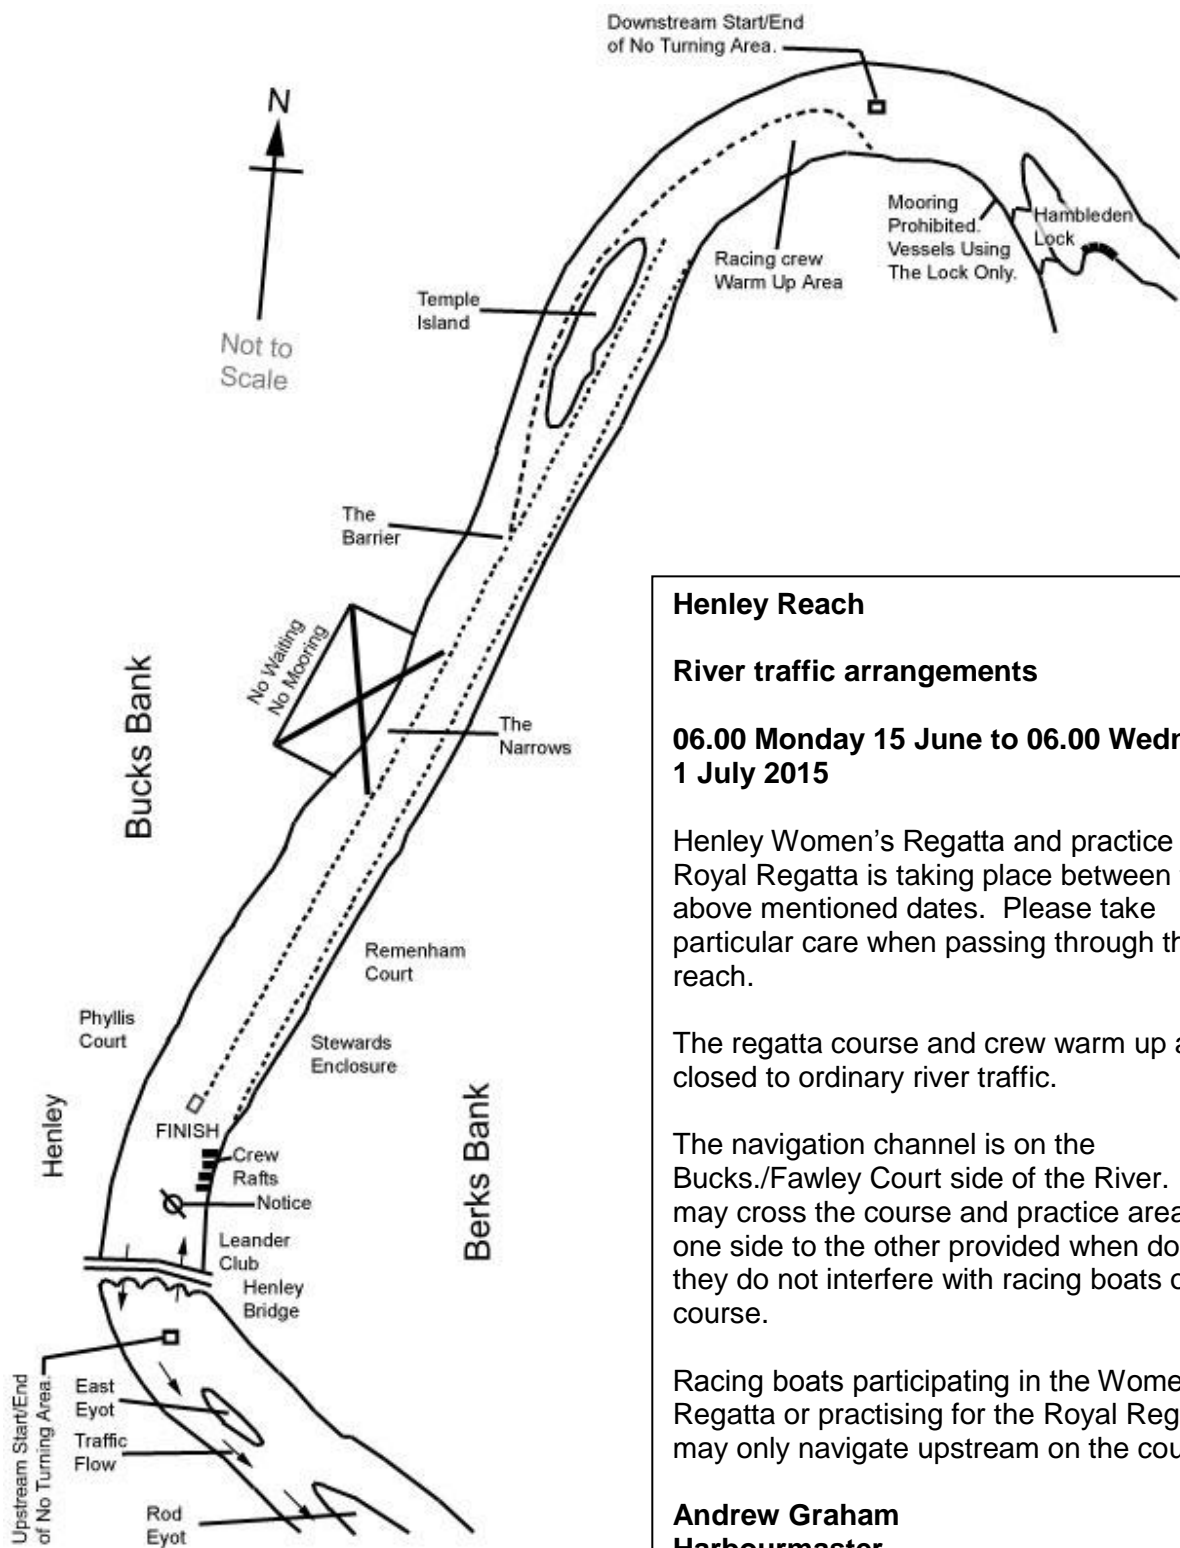 Downstream Start/End
of No Turning Area.
N
Mooring
Prohibited.
Vessels Using
The Lock Only.
Hambleden
Lock
Racing crew
Warm Up Area
Temple
Island
Not to
Scale
The
Barrier
No Waiting
No Mooring
The
Narrows
Bucks Bank
Remenham
Court
Phyllis
Court
Stewards
Enclosure
Henley
FINISH
Crew
Rafts
Notice
Berks Bank
Leander
Club
Henley
Bridge
Upstream Start/End
of No Turning Area.
East
Eyot
Traffic
Flow
Rod
Eyot
Henley Reach
River traffic arrangements
06.00 Monday 15 June to 06.00
1 July 2015
Henley Women's Regatta and practice
Royal Regatta is taking place between
above mentioned dates. Please take
particular care when passing through
reach.
The regatta course and crew warm up
closed to ordinary river traffic.
The navigation channel is on the
Bucks./Fawley Court side of the River.
may cross the course and practice
one side to the other provided when
they do not interfere with racing boats
course.
Racing boats participating in the
Regatta or practising for the Royal
may only navigate upstream on the
Andrew Graham
Harbourmaster